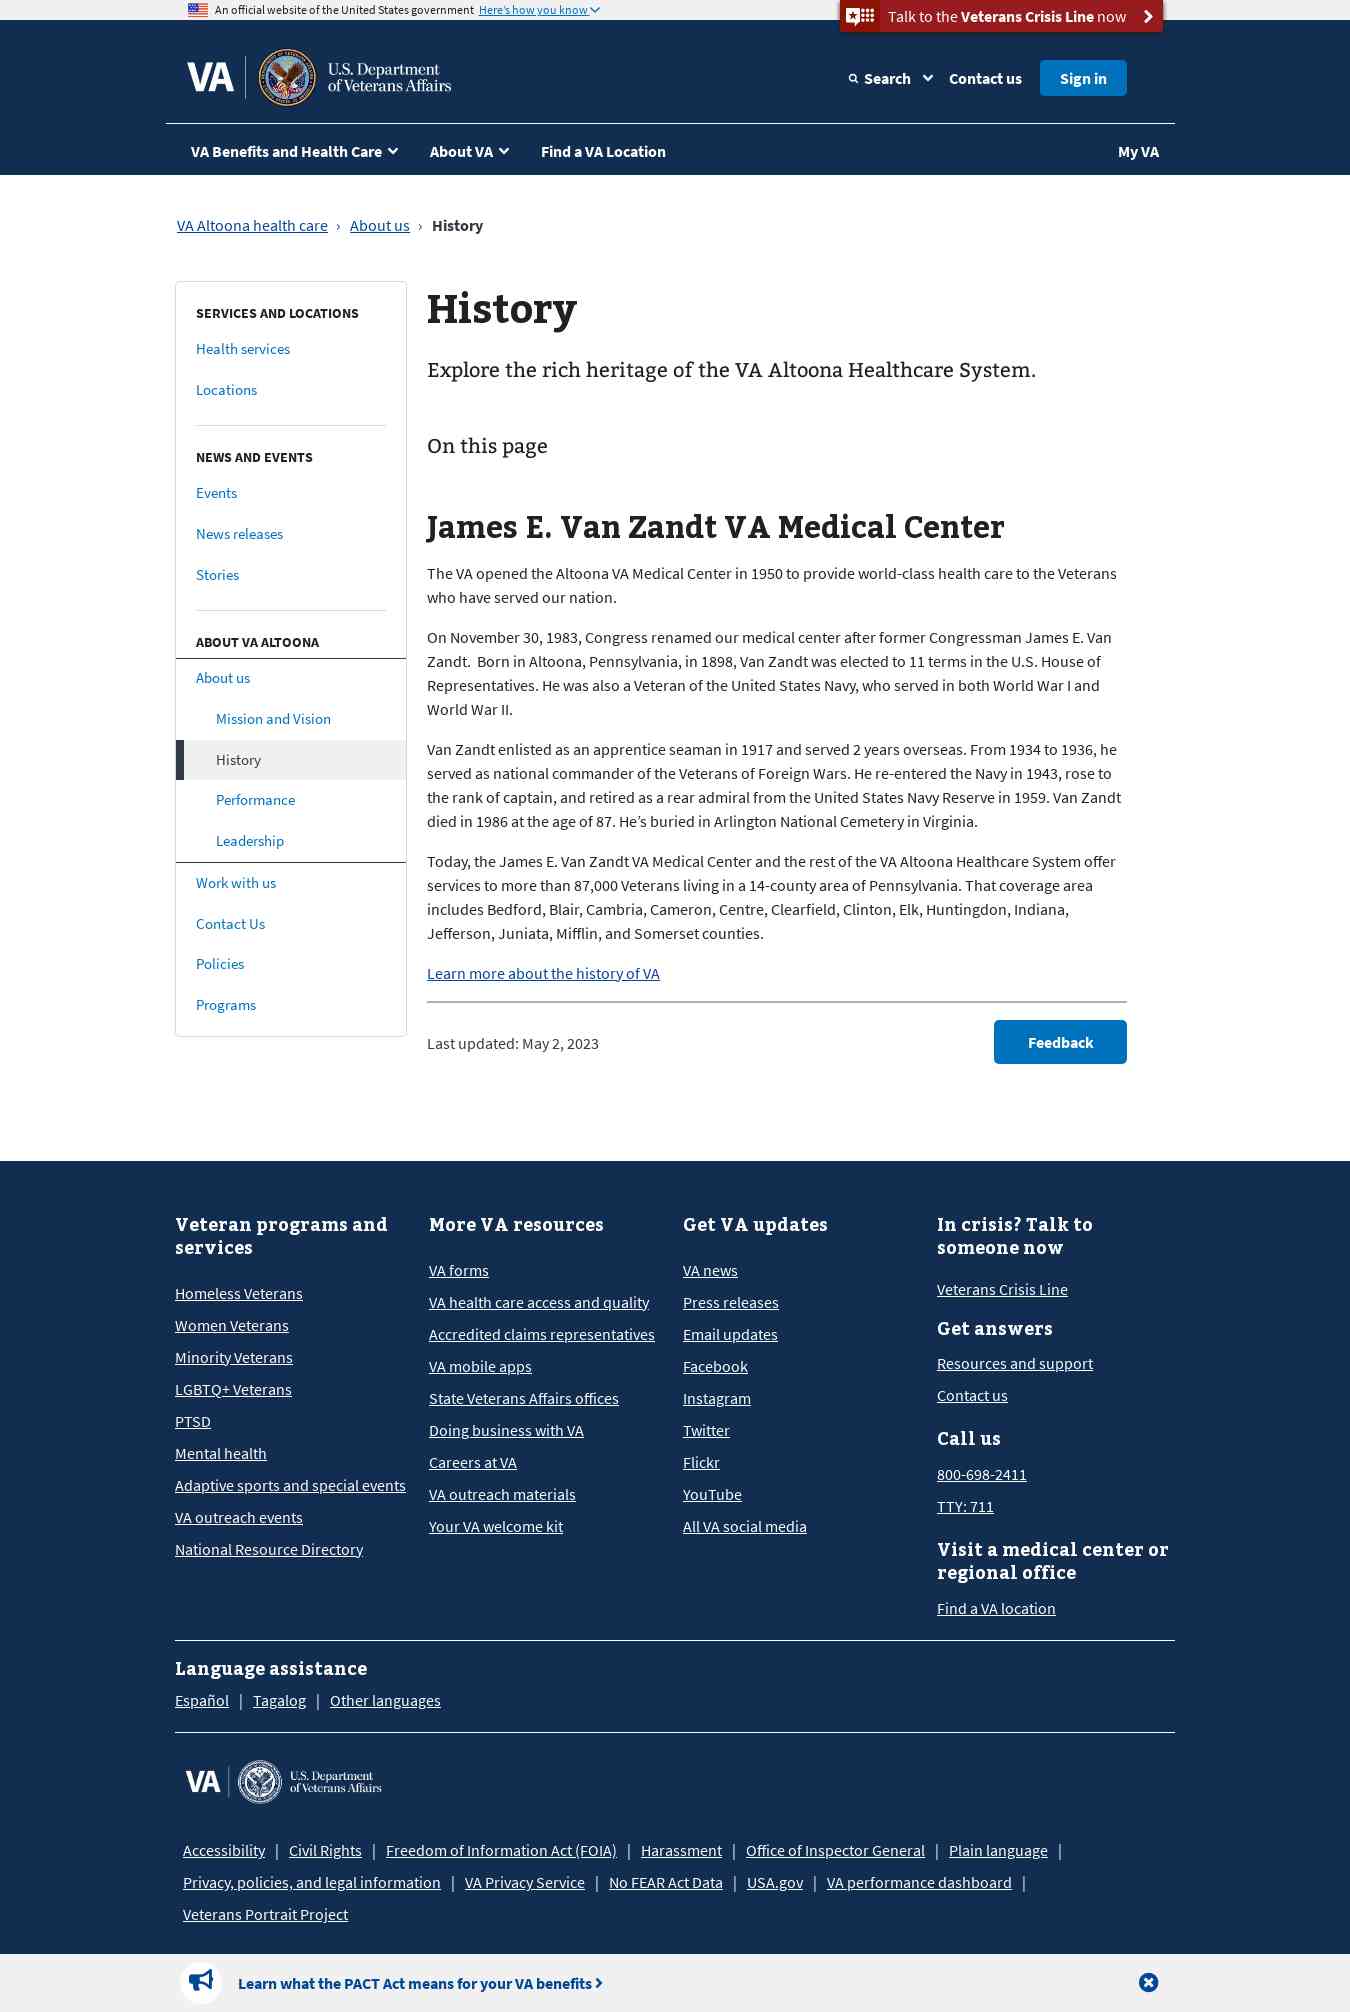 An official website of the United States government Here's how you know
Talk to the Veterans Crisis Line now
VA
U.S. Department
of Veterans Affairs
Search
Contact us
Sign in
VA Benefits and Health Care
About VA
Find a VA Location
My VA
VA Altoona health care › About us › History
SERVICES AND LOCATIONS
Health services
Locations
NEWS AND EVENTS
Events
News releases
Stories
ABOUT VA ALTOONA
About us
Mission and Vision
History
Performance
Leadership
Work with us
Contact Us
Policies
Programs
History
Explore the rich heritage of the VA Altoona Healthcare System.
On this page
James E. Van Zandt VA Medical Center
The VA opened the Altoona VA Medical Center in 1950 to provide world-class health care to the Veterans
who have served our nation.
On November 30, 1983, Congress renamed our medical center after former Congressman James E. Van
Zandt.  Born in Altoona, Pennsylvania, in 1898, Van Zandt was elected to 11 terms in the U.S. House of
Representatives. He was also a Veteran of the United States Navy, who served in both World War I and
World War II.
Van Zandt enlisted as an apprentice seaman in 1917 and served 2 years overseas. From 1934 to 1936, he
served as national commander of the Veterans of Foreign Wars. He re-entered the Navy in 1943, rose to
the rank of captain, and retired as a rear admiral from the United States Navy Reserve in 1959. Van Zandt
died in 1986 at the age of 87. He’s buried in Arlington National Cemetery in Virginia.
Today, the James E. Van Zandt VA Medical Center and the rest of the VA Altoona Healthcare System offer
services to more than 87,000 Veterans living in a 14-county area of Pennsylvania. That coverage area
includes Bedford, Blair, Cambria, Cameron, Centre, Clearfield, Clinton, Elk, Huntingdon, Indiana,
Jefferson, Juniata, Mifflin, and Somerset counties.
Learn more about the history of VA
Last updated: May 2, 2023
Feedback
Veteran programs and
services
Homeless Veterans
Women Veterans
Minority Veterans
LGBTQ+ Veterans
PTSD
Mental health
Adaptive sports and special events
VA outreach events
National Resource Directory
More VA resources
VA forms
VA health care access and quality
Accredited claims representatives
VA mobile apps
State Veterans Affairs offices
Doing business with VA
Careers at VA
VA outreach materials
Your VA welcome kit
Get VA updates
VA news
Press releases
Email updates
Facebook
Instagram
Twitter
Flickr
YouTube
All VA social media
In crisis? Talk to
someone now
Veterans Crisis Line
Get answers
Resources and support
Contact us
Call us
800-698-2411
TTY: 711
Visit a medical center or
regional office
Find a VA location
Language assistance
Español | Tagalog | Other languages
VA
U.S. Department
of Veterans Affairs
Accessibility | Civil Rights | Freedom of Information Act (FOIA) | Harassment | Office of Inspector General | Plain language |
Privacy, policies, and legal information | VA Privacy Service | No FEAR Act Data | USA.gov | VA performance dashboard |
Veterans Portrait Project
Learn what the PACT Act means for your VA benefits